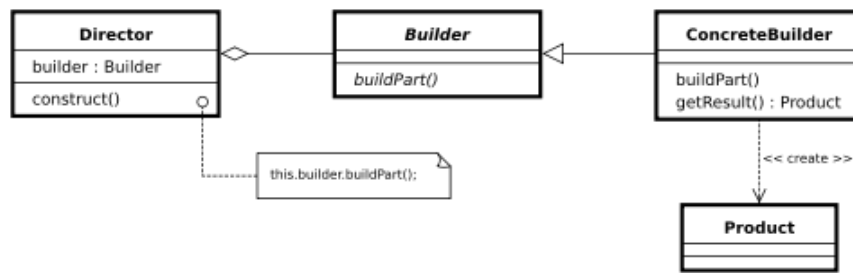 Director
builder : Builder
construct()
this.builder.buildPart();
Builder
buildPart()
ConcreteBuilder
buildPart()
getResult() : Product
<< create >>
Product